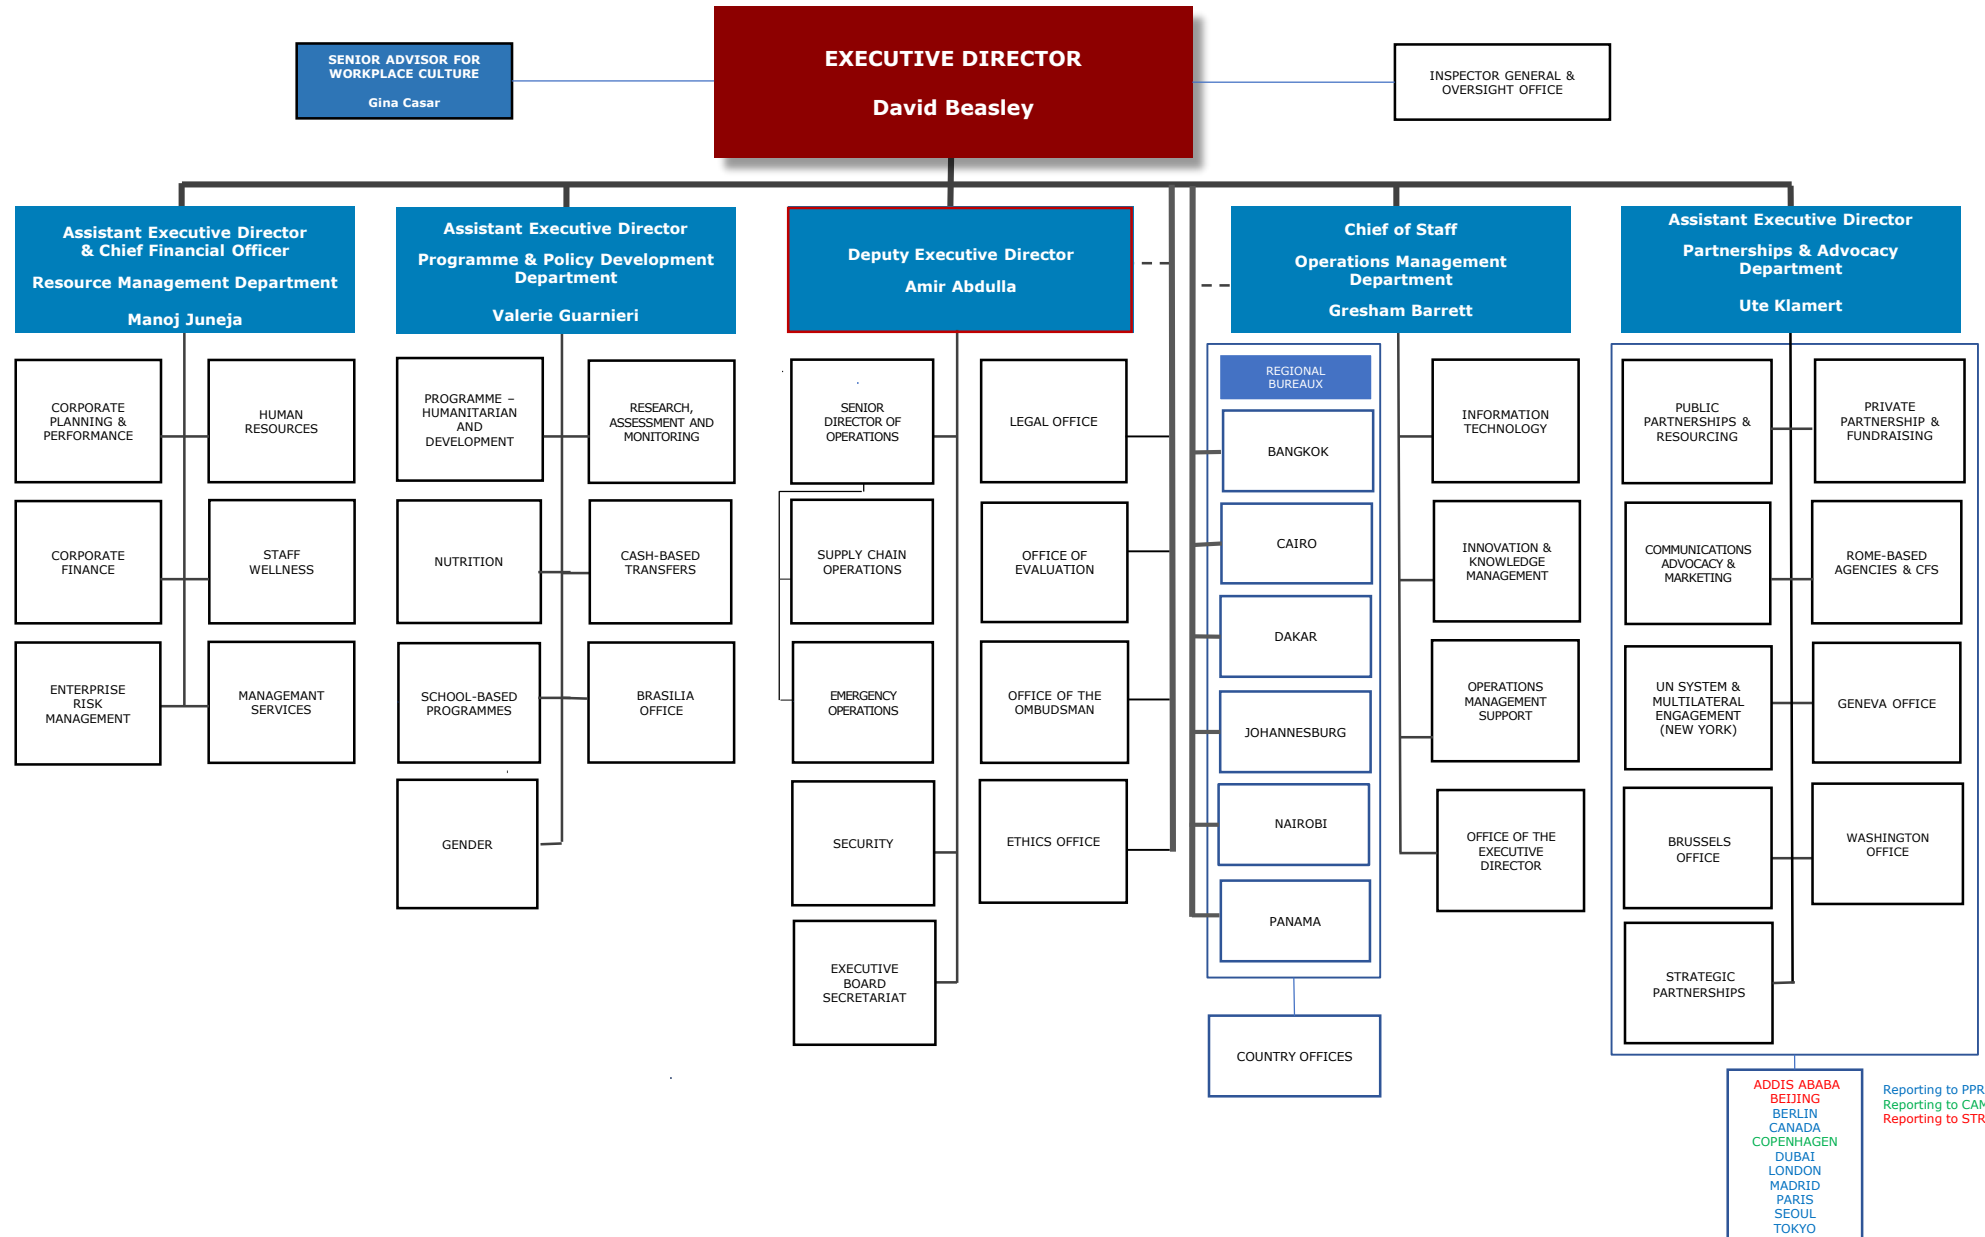 SENIOR ADVISOR FOR
WORKPLACE CULTURE
Gina Casar
EXECUTIVE DIRECTOR
David Beasley
INSPECTOR GENERAL &
OVERSIGHT OFFICE
Assistant Executive Director
& Chief Financial Officer
Resource Management Department
Manoj Juneja
Assistant Executive Director
Programme & Policy Development
Department
Valerie Guarnieri
Deputy Executive Director
Amir Abdulla
Chief of Staff
Operations Management
Department
Gresham Barrett
Assistant Executive Director
Partnerships & Advocacy
Department
Ute Klamert
CORPORATE
PLANNING &
PERFORMANCE
HUMAN
RESOURCES
CORPORATE
FINANCE
STAFF
WELLNESS
ENTERPRISE
RISK
MANAGEMENT
MANAGEMANT
SERVICES
PROGRAMME –
HUMANITARIAN
AND
DEVELOPMENT
RESEARCH,
ASSESSMENT AND
MONITORING
NUTRITION
CASH-BASED
TRANSFERS
SCHOOL-BASED
PROGRAMMES
BRASILIA
OFFICE
GENDER
SENIOR
DIRECTOR OF
OPERATIONS
LEGAL OFFICE
SUPPLY CHAIN
OPERATIONS
OFFICE OF
EVALUATION
EMERGENCY
OPERATIONS
OFFICE OF THE
OMBUDSMAN
SECURITY
ETHICS OFFICE
EXECUTIVE
BOARD
SECRETARIAT
REGIONAL
BUREAUX
BANGKOK
CAIRO
DAKAR
JOHANNESBURG
NAIROBI
PANAMA
COUNTRY OFFICES
INFORMATION
TECHNOLOGY
INNOVATION &
KNOWLEDGE
MANAGEMENT
OPERATIONS
MANAGEMENT
SUPPORT
OFFICE OF THE
EXECUTIVE
DIRECTOR
PUBLIC
PARTNERSHIPS &
RESOURCING
PRIVATE
PARTNERSHIP &
FUNDRAISING
COMMUNICATIONS
ADVOCACY &
MARKETING
ROME-BASED
AGENCIES & CFS
UN SYSTEM &
MULTILATERAL
ENGAGEMENT
(NEW YORK)
GENEVA OFFICE
BRUSSELS
OFFICE
WASHINGTON
OFFICE
STRATEGIC
PARTNERSHIPS
ADDIS ABABA
BEIJING
BERLIN
CANADA
COPENHAGEN
DUBAI
LONDON
MADRID
PARIS
SEOUL
TOKYO
Reporting to PPR
Reporting to CAM
Reporting to STR